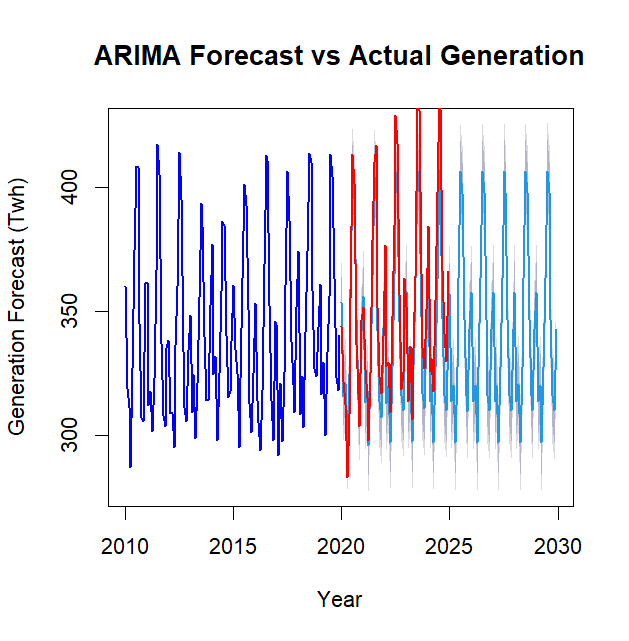 ARIMA Forecast vs Actual Generation
Generation Forecast (Twh)
400
350
300
2010 2015 2020 2025 2030
Year